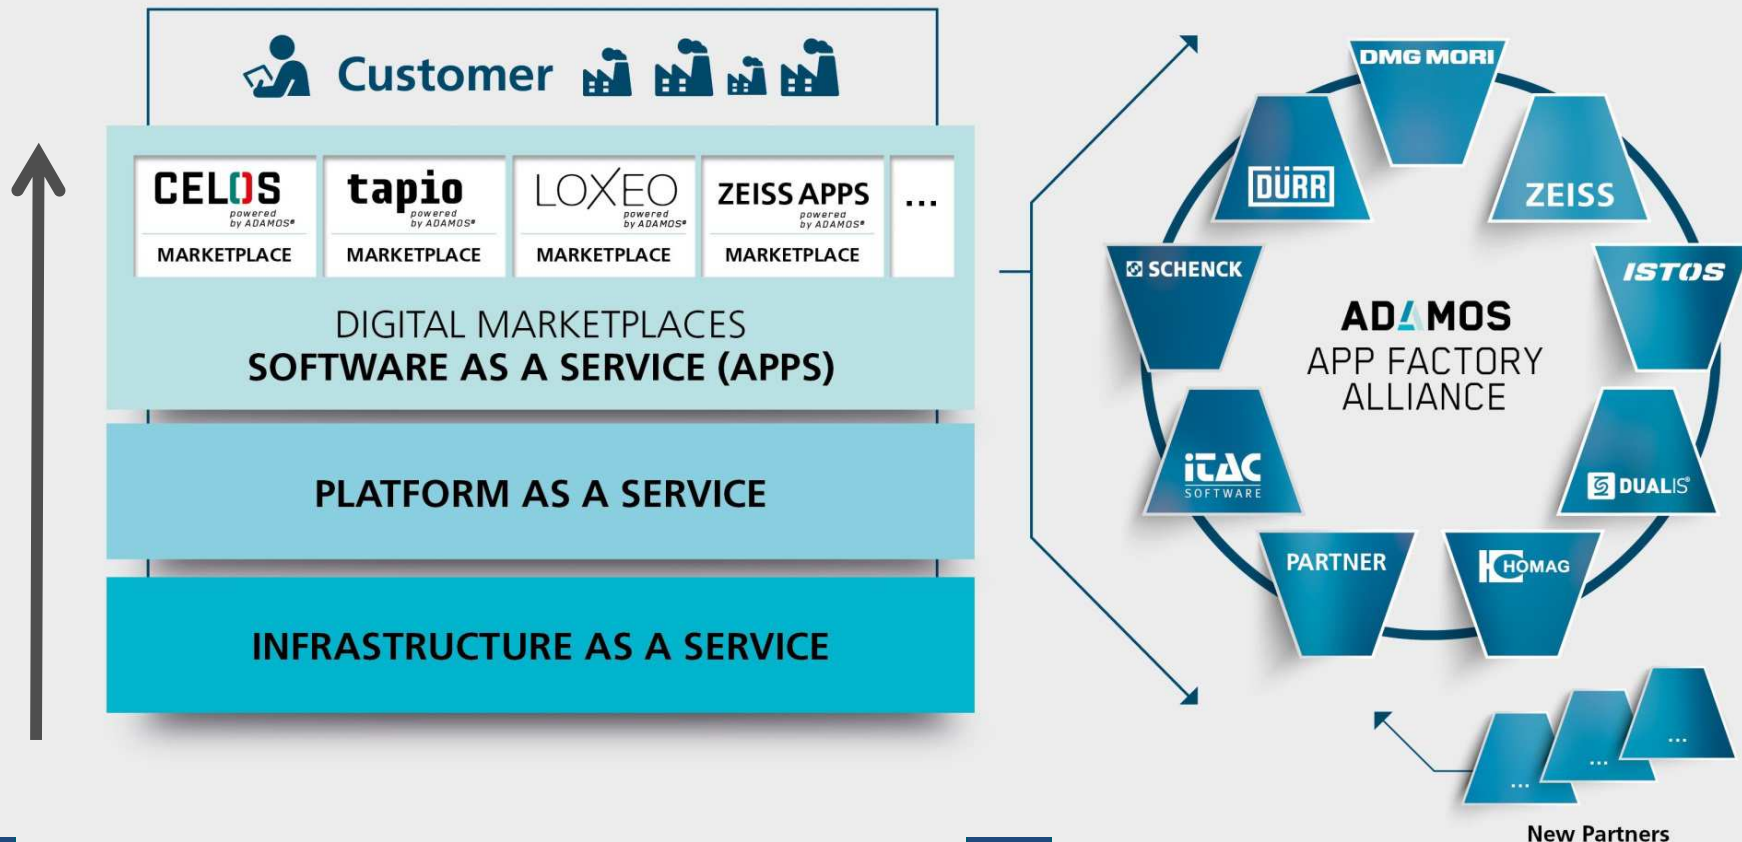 Customer
CELOS
powered
by ADAMOS®
MARKETPLACE
tapio
powered
by ADAMOS®
MARKETPLACE
LOXEO
powered
by ADAMOS®
MARKETPLACE
ZEISS APPS
powered
by ADAMOS®
MARKETPLACE
...
DIGITAL MARKETPLACES
SOFTWARE AS A SERVICE (APPS)
PLATFORM AS A SERVICE
INFRASTRUCTURE AS A SERVICE
DMG MORI
DÜRR
ZEISS
SCHENCK
ISTOS
ADAMOS
APP FACTORY
ALLIANCE
iTAC
SOFTWARE
DUALIS®
PARTNER
HOMAG
...
...
...
New Partners